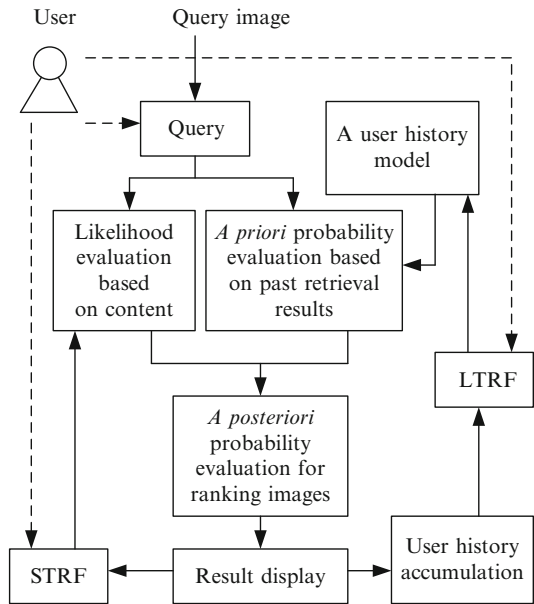 User
Query image
Query
A user history
model
Likelihood
evaluation
based
on content
A priori probability
evaluation based
on past retrieval
results
LTRF
A posteriori
probability
evaluation for
ranking images
STRF
Result display
User history
accumulation